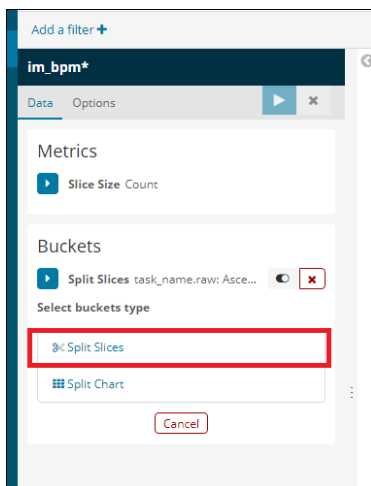 Add a filter +
im_bpm*
Data Options
Metrics
Slice Size Count
Buckets
Split Slices task_name.raw: Asce...
Select buckets type
Split Slices
Split Chart
Cancel